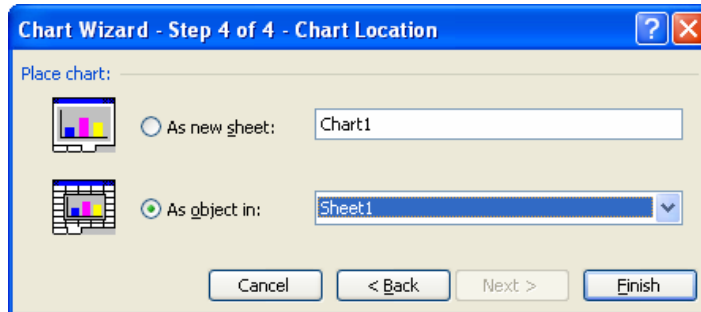 Chart Wizard - Step 4 of 4 - Chart Location
?
Place chart:
As new sheet: Chart1
As object in: Sheet1
Cancel < Back Next > Finish